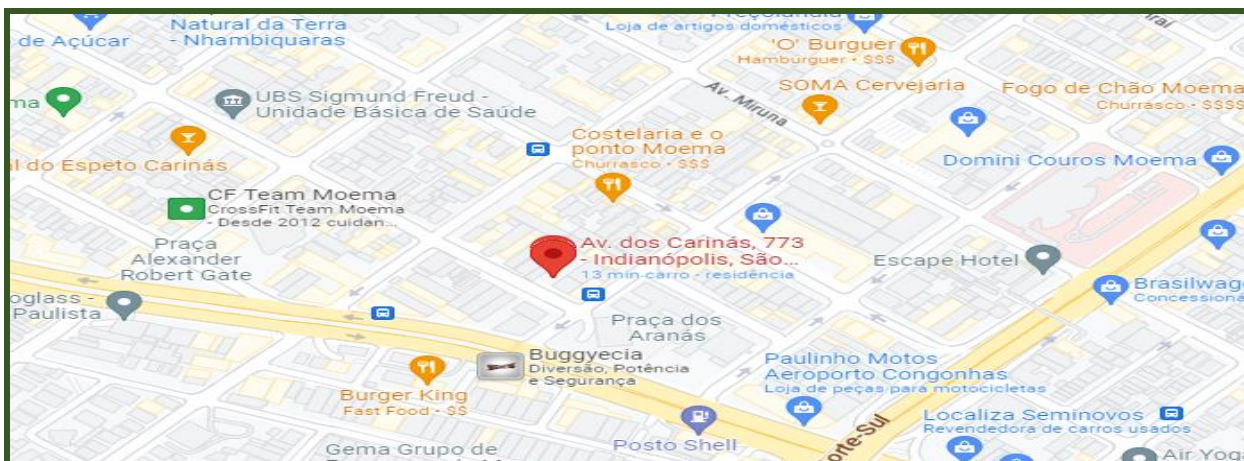 Natural da Terra
- Nhambiquaras
de Açúcar
Loja de artigos domésticos
'O' Burguer
Hambúrguer • $$$
SOMA Cervejaria
Fogo de Chão Moema
Churrasco • $$$$
Av. Miruna
UBS Sigmund Freud -
Unidade Básica de Saúde
Costelaria e o
ponto Moema
Churrasco • $$$
Domini Couros Moema
do Espeto Carinás
CF Team Moema
CrossFit Team Moema
- Desde 2012 cuidan...
Praça
Alexander
Robert Gate
Av. dos Carinás, 773
- Indianópolis, São...
13 min carro - residência
Escape Hotel
Paulista
Praça dos
Aranás
Buggyecia
Diversão, Potência
e Segurança
Burger King
Fast Food • $$
Paulinho Motos
Aeroporto Congonhas
Loja de peças para motocicletas
Posto Shell
Localiza Seminovos
Revendedora de carros usados
Gema Grupo de
Air Yoga